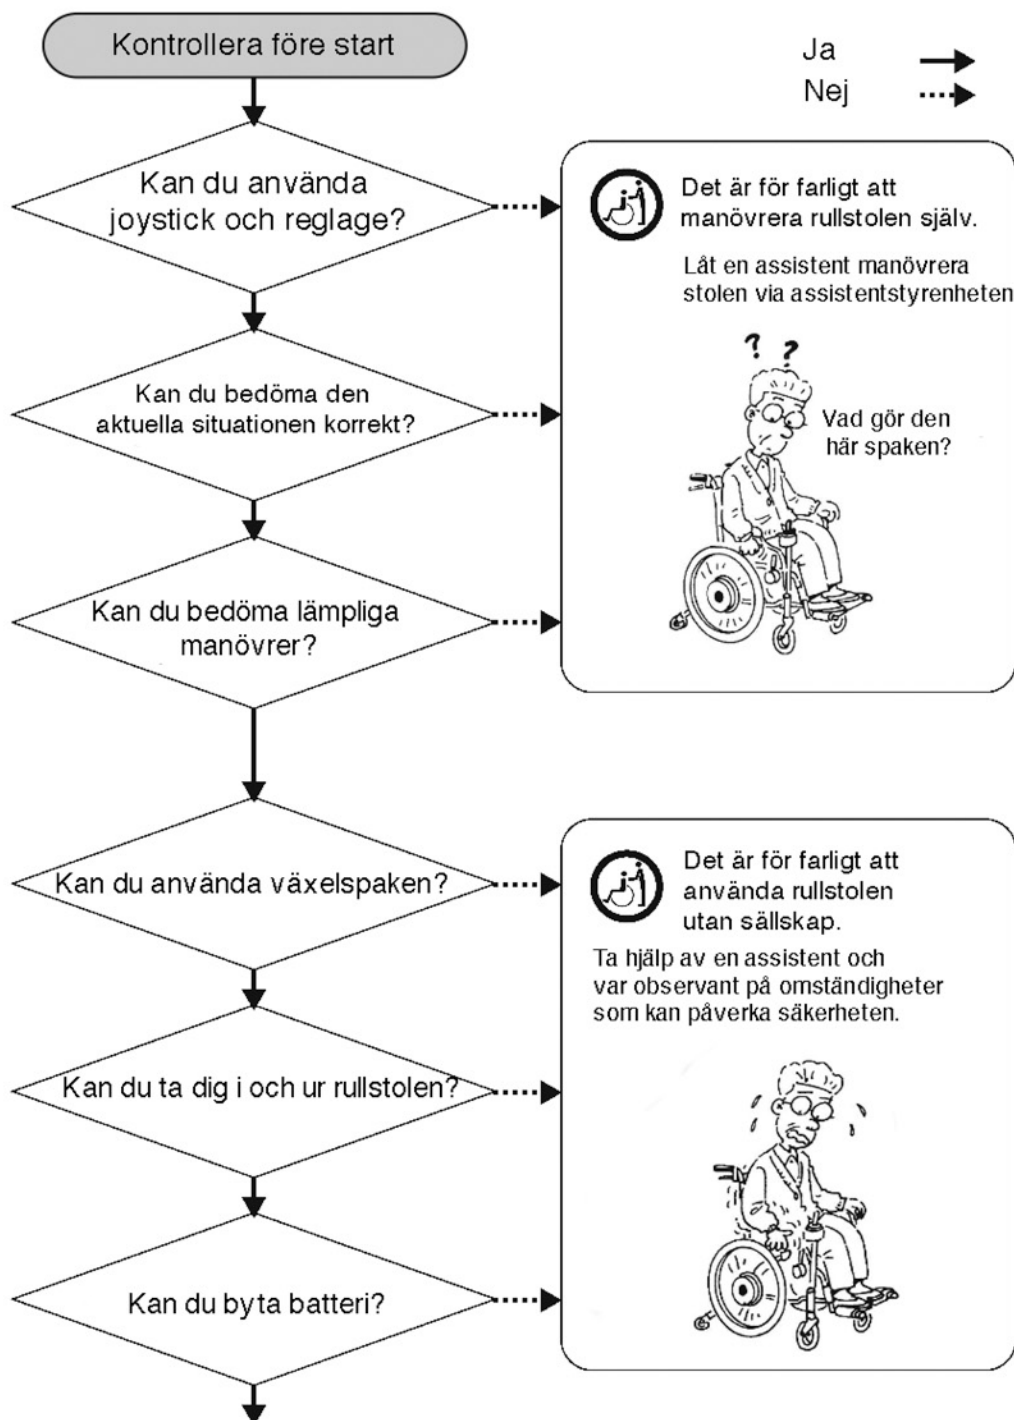 Kontrollera före start
Ja
Nej
Kan du använda
joystick och reglage?
Det är för farligt att
manövrera rullstolen själv.
Låt en assistent manövrera
stolen via assistentstyrenheten
? ?
Vad gör den
här spaken?
Kan du bedöma den
aktuella situationen korrekt?
Kan du bedöma lämpliga
manövrer?
Kan du använda växelspaken?
Det är för farligt att
använda rullstolen
utan sällskap.
Ta hjälp av en assistent och
var observant på omständigheter
som kan påverka säkerheten.
Kan du ta dig i och ur rullstolen?
Kan du byta batteri?